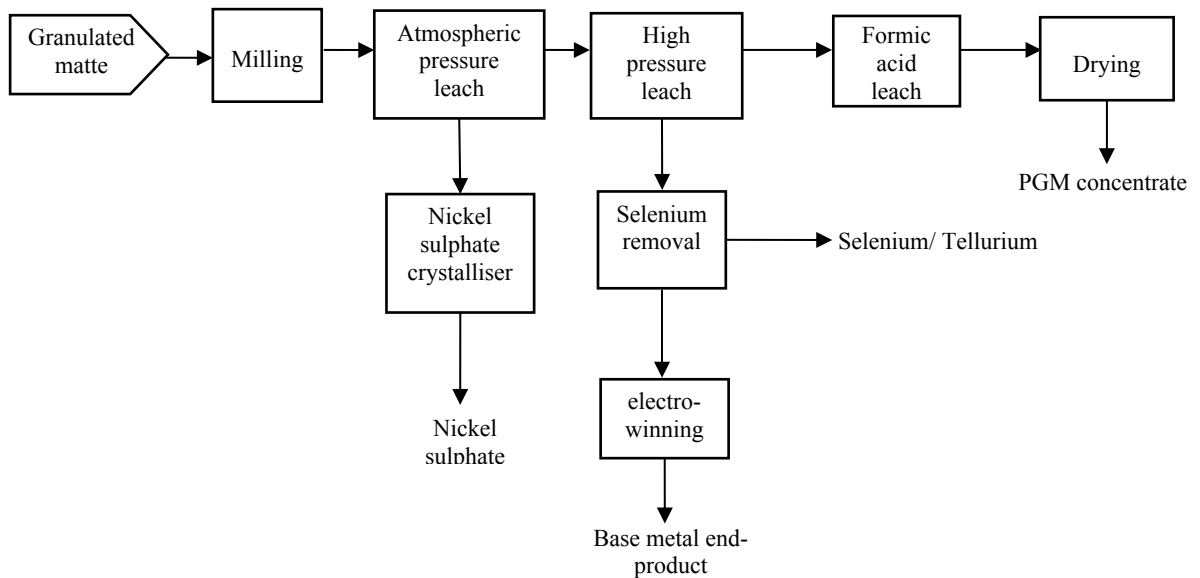 Granulated
matte
Milling
Atmospheric
pressure
leach
High
pressure
leach
Formic
acid
leach
Drying
PGM concentrate
Nickel
sulphate
crystalliser
Selenium
removal
Selenium/ Tellurium
electro-
winning
Nickel
sulphate
Base metal end-
product